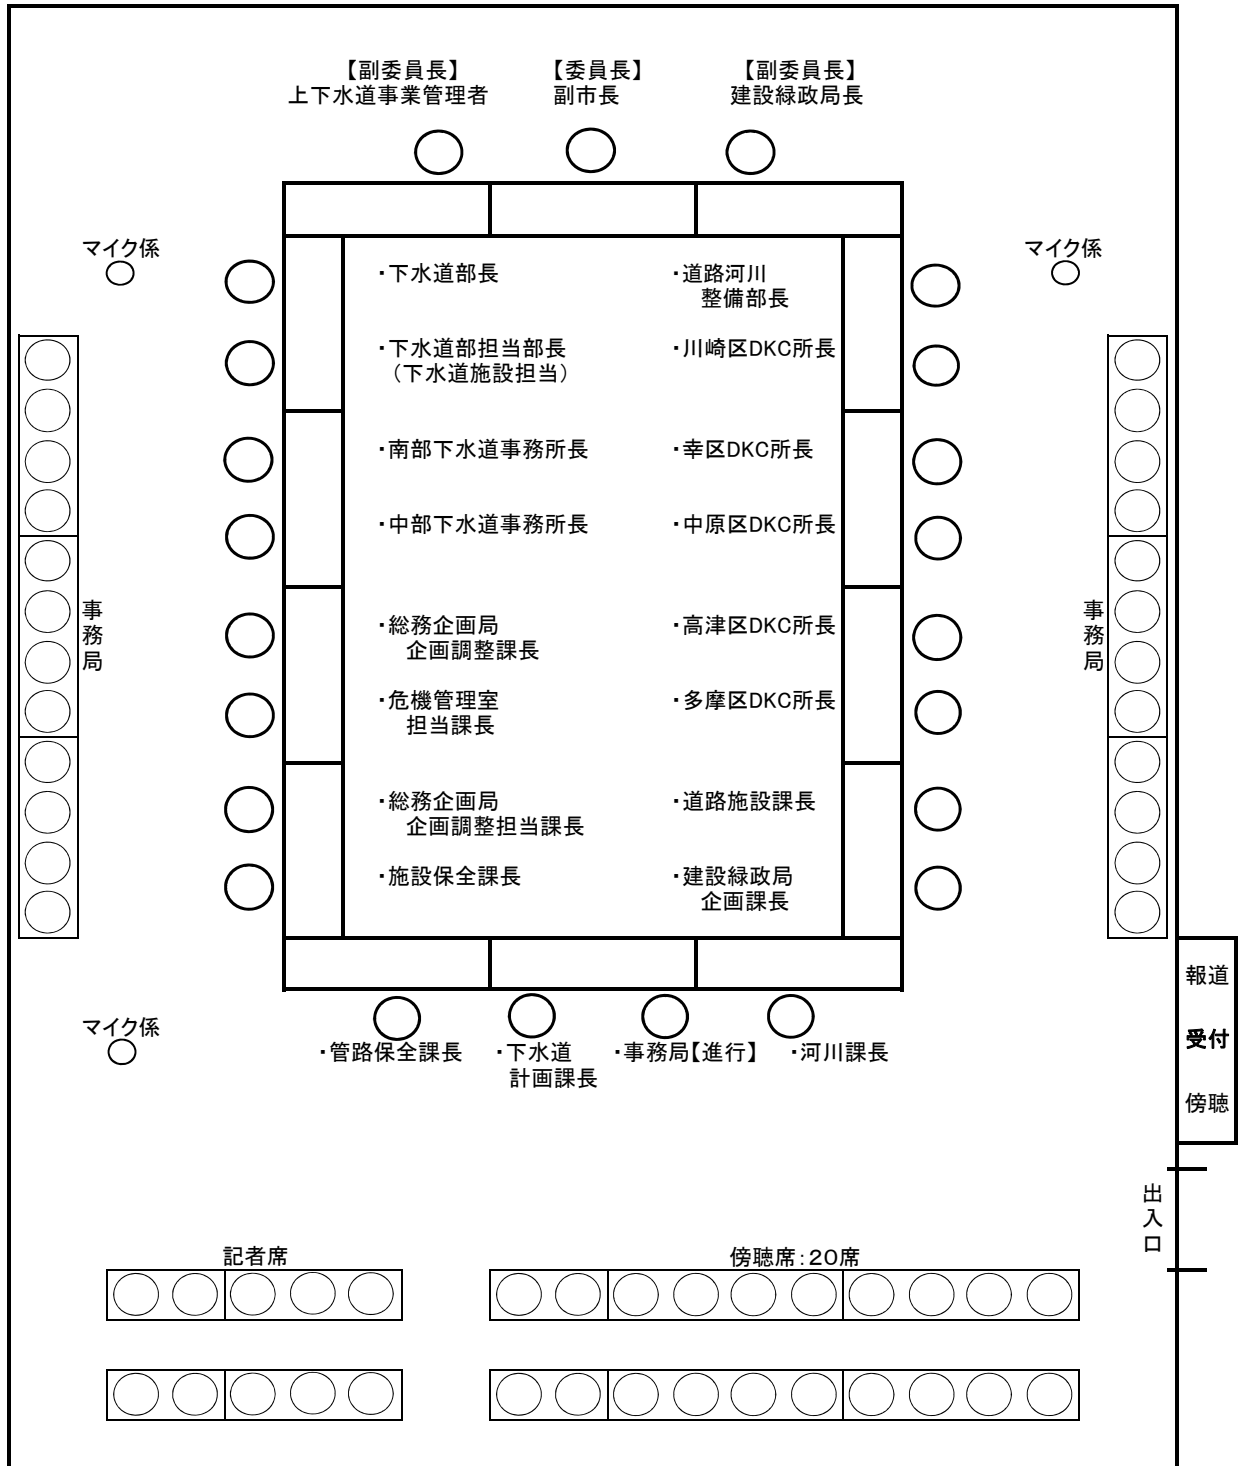 【副委員長】
上下水道事業管理者
【委員長】
副市長
【副委員長】
建設緑政局長
マイク係
マイク係
・下水道部長
・道路河川
整備部長
・下水道部担当部長
（下水道施設担当）
・川崎区DKC所長
・南部下水道事務所長
・幸区DKC所長
・中部下水道事務所長
・中原区DKC所長
事務局
・総務企画局
企画調整課長
・高津区DKC所長
事務局
・危機管理室
担当課長
・多摩区DKC所長
・総務企画局
企画調整担当課長
・道路施設課長
・施設保全課長
・建設緑政局
企画課長
報道
受付
傍聴
マイク係
・管路保全課長
・下水道
計画課長
・事務局【進行】
・河川課長
出入口
記者席
傍聴席：20席